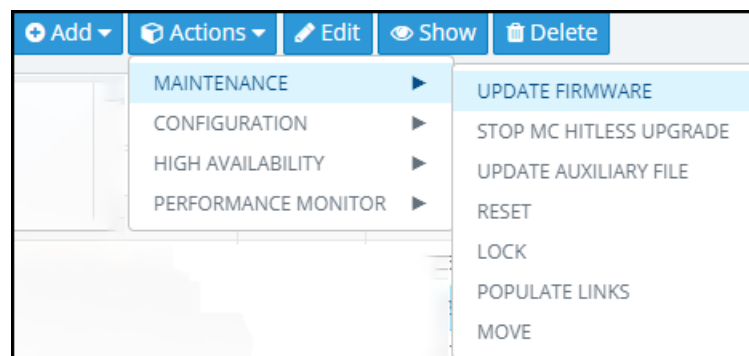 Add Actions Edit Show Delete
MAINTENANCE
CONFIGURATION
HIGH AVAILABILITY
PERFORMANCE MONITOR
UPDATE FIRMWARE
STOP MC HITLESS UPGRADE
UPDATE AUXILIARY FILE
RESET
LOCK
POPULATE LINKS
MOVE